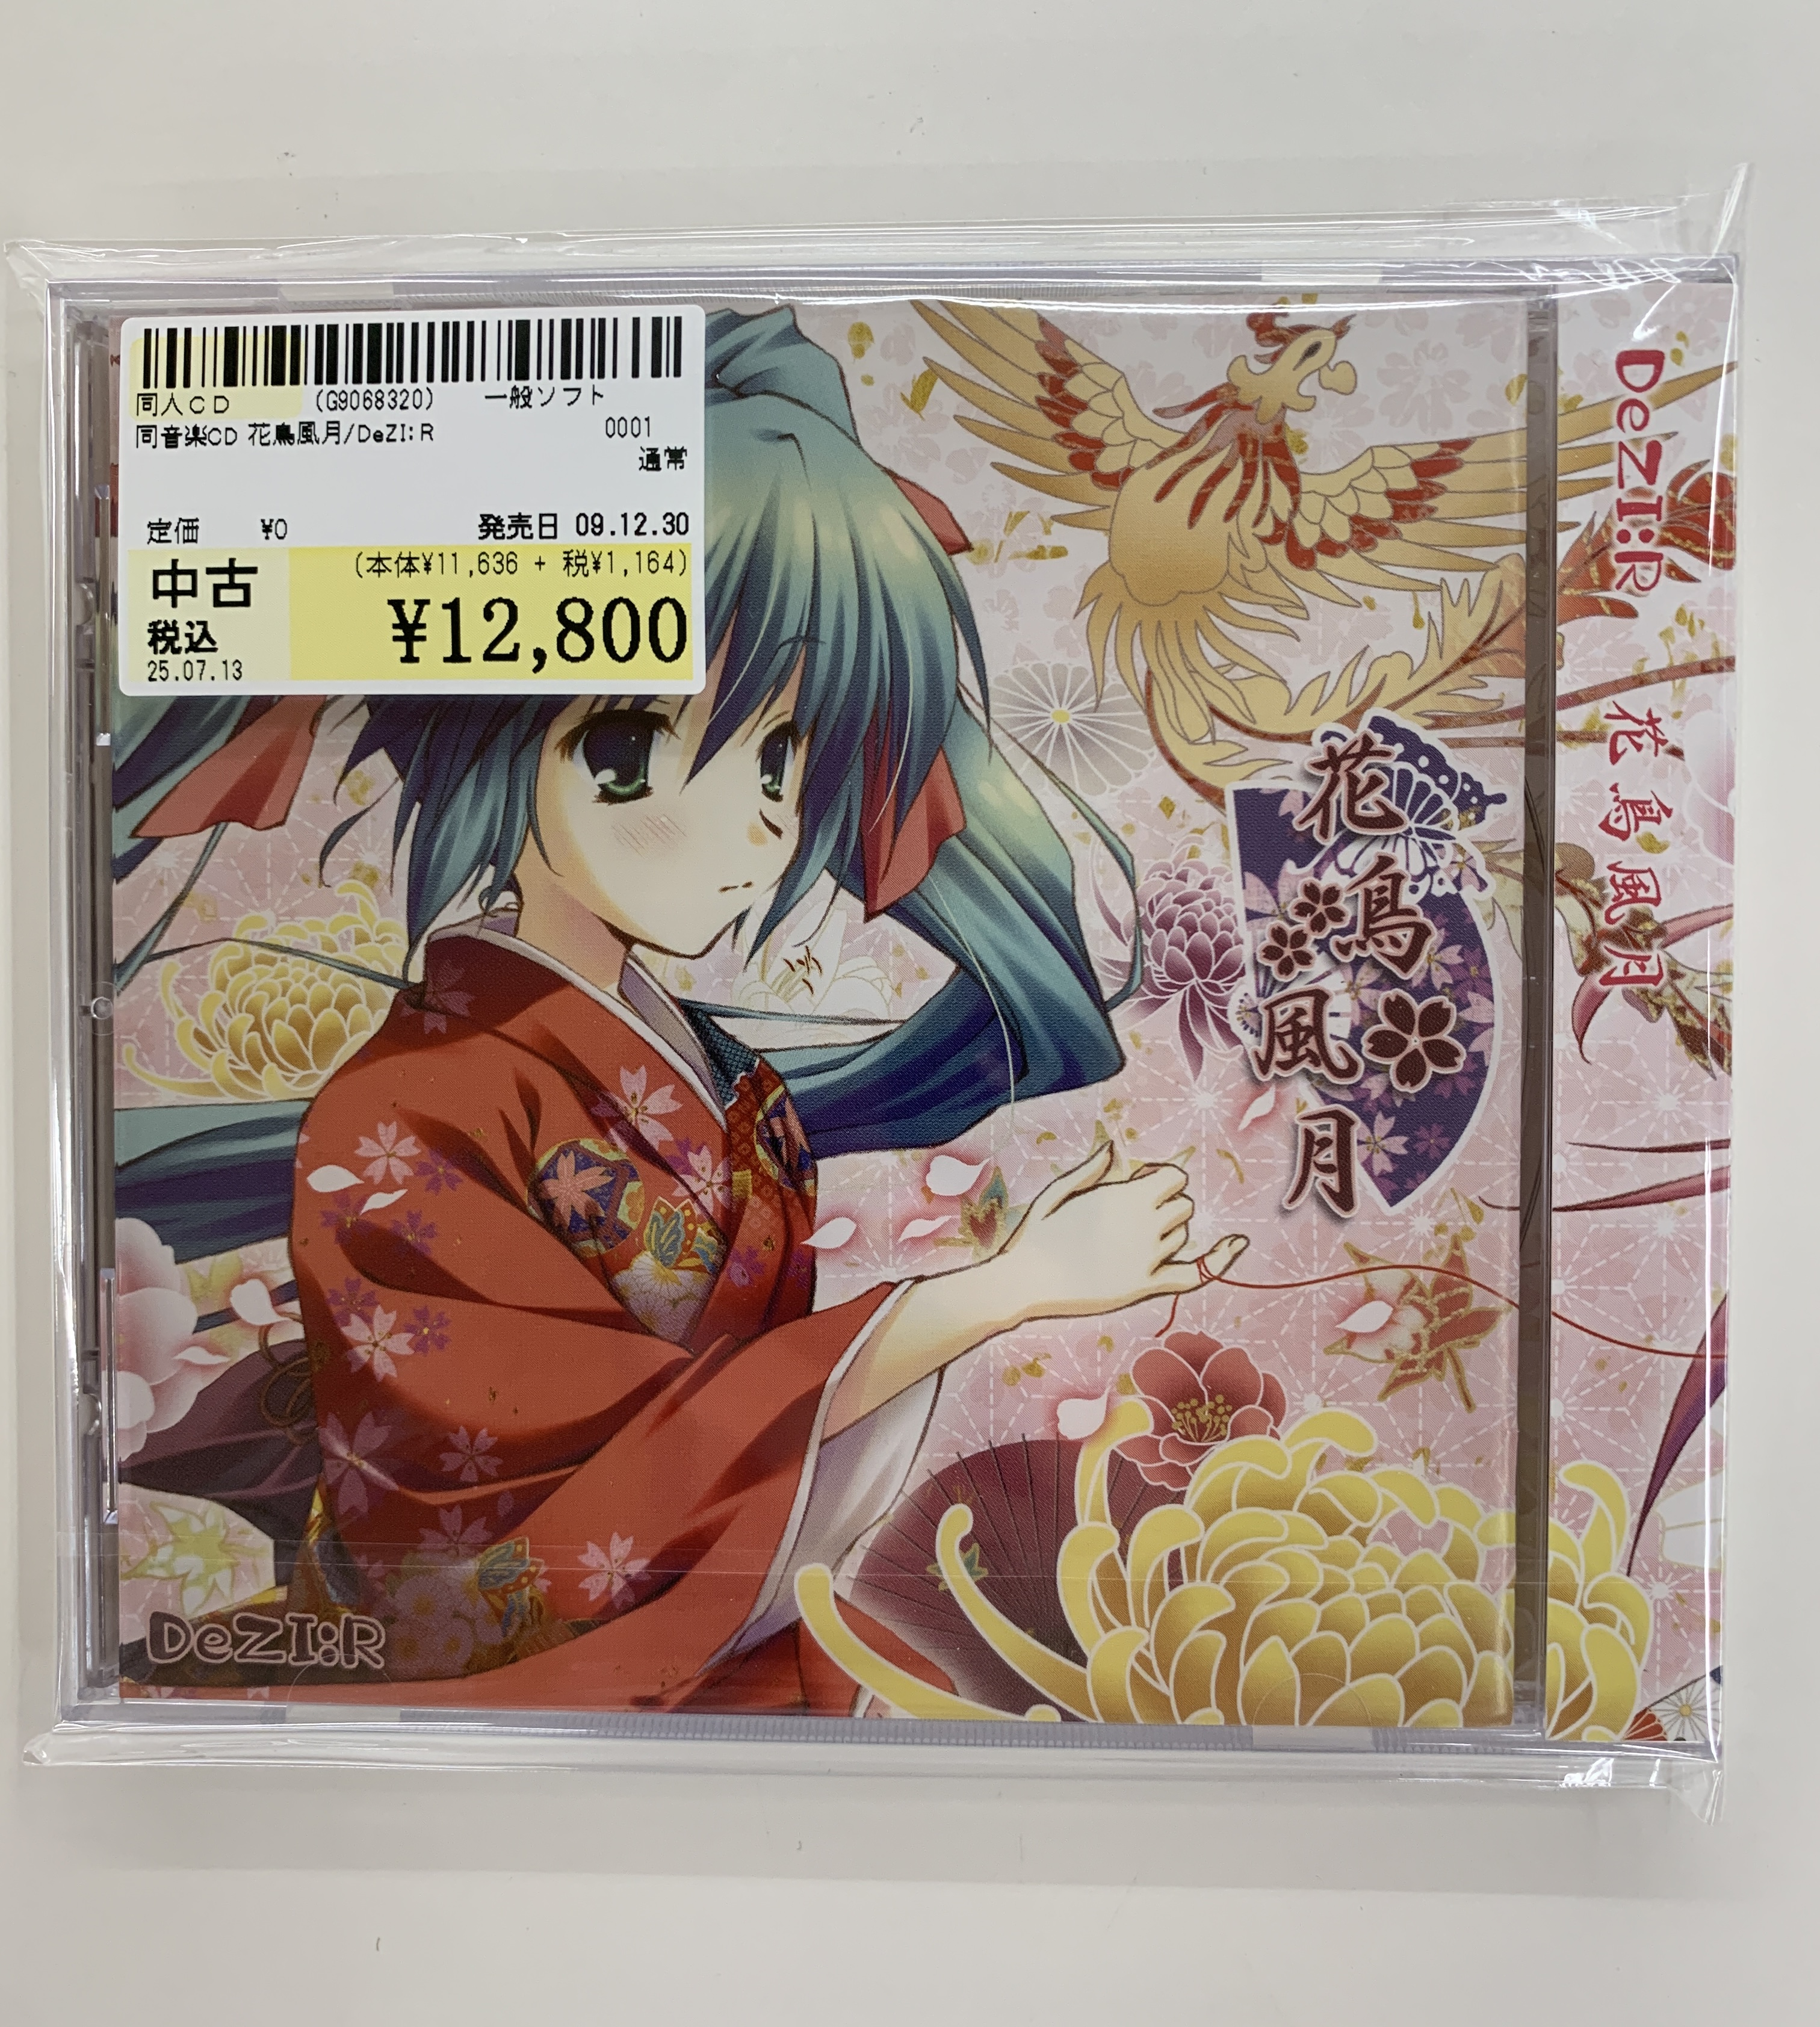 同人CD (G9068320) 一般ソフト
同音楽CD 花鳥風月/DeZI:R 0001
通常
定価 ¥0 発売日 09.12.30
中古 (本体¥11,636 + 税¥1,164)
税込 ¥12,800
25.07.13
花鳥風月
DeZI:R
DeZI:R 花鳥風月